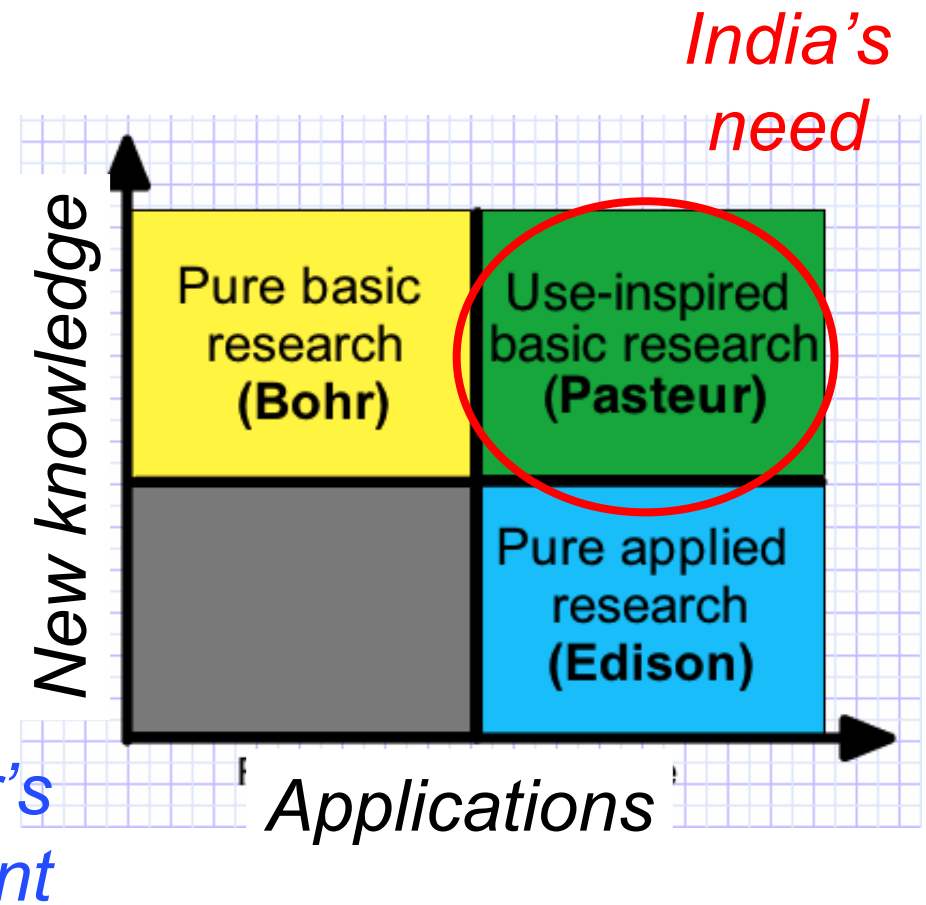 India's
need
New knowledge
Pure basic
research
(Bohr)
Use-inspired
basic research
(Pasteur)
Pure applied
research
(Edison)
Applications